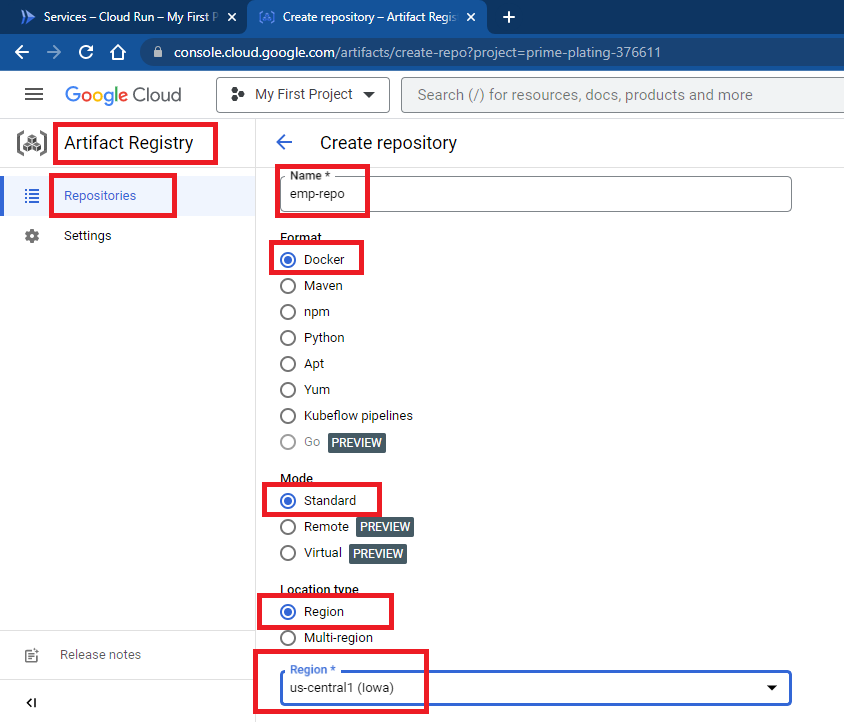 Services – Cloud Run – My First P
Create repository – Artifact Regis
console.cloud.google.com/artifacts/create-repo?project=prime-plating-376611
Google Cloud
My First Project
Search (/) for resources, docs, products and more
Artifact Registry
Create repository
Repositories
Settings
Name *
emp-repo
Format
Docker
Maven
npm
Python
Apt
Yum
Kubeflow pipelines
Go PREVIEW
Mode
Standard
Remote PREVIEW
Virtual PREVIEW
Location type
Region
Multi-region
Region *
us-central1 (Iowa)
Release notes